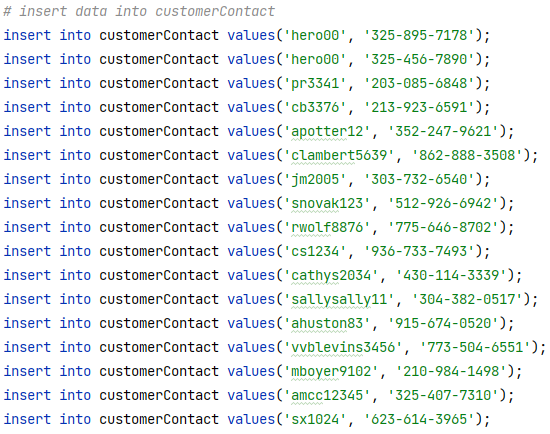 # insert data into customerContact
insert into customerContact values('hero00', '325-895-7178');
insert into customerContact values('hero00', '325-456-7890');
insert into customerContact values('pr3341', '203-085-6848');
insert into customerContact values('cb3376', '213-923-6591');
insert into customerContact values('apotter12', '352-247-9621');
insert into customerContact values('clambert5639', '862-888-3508');
insert into customerContact values('jm2005', '303-732-6540');
insert into customerContact values('snovak123', '512-926-6942');
insert into customerContact values('rwolf8876', '775-646-8702');
insert into customerContact values('cs1234', '936-733-7493');
insert into customerContact values('cathys2034', '430-114-3339');
insert into customerContact values('sallysally11', '304-382-0517');
insert into customerContact values('ahuston83', '915-674-0520');
insert into customerContact values('vvblevins3456', '773-504-6551');
insert into customerContact values('mboyer9102', '210-984-1498');
insert into customerContact values('amcc12345', '325-407-7310');
insert into customerContact values('sx1024', '623-614-3965');